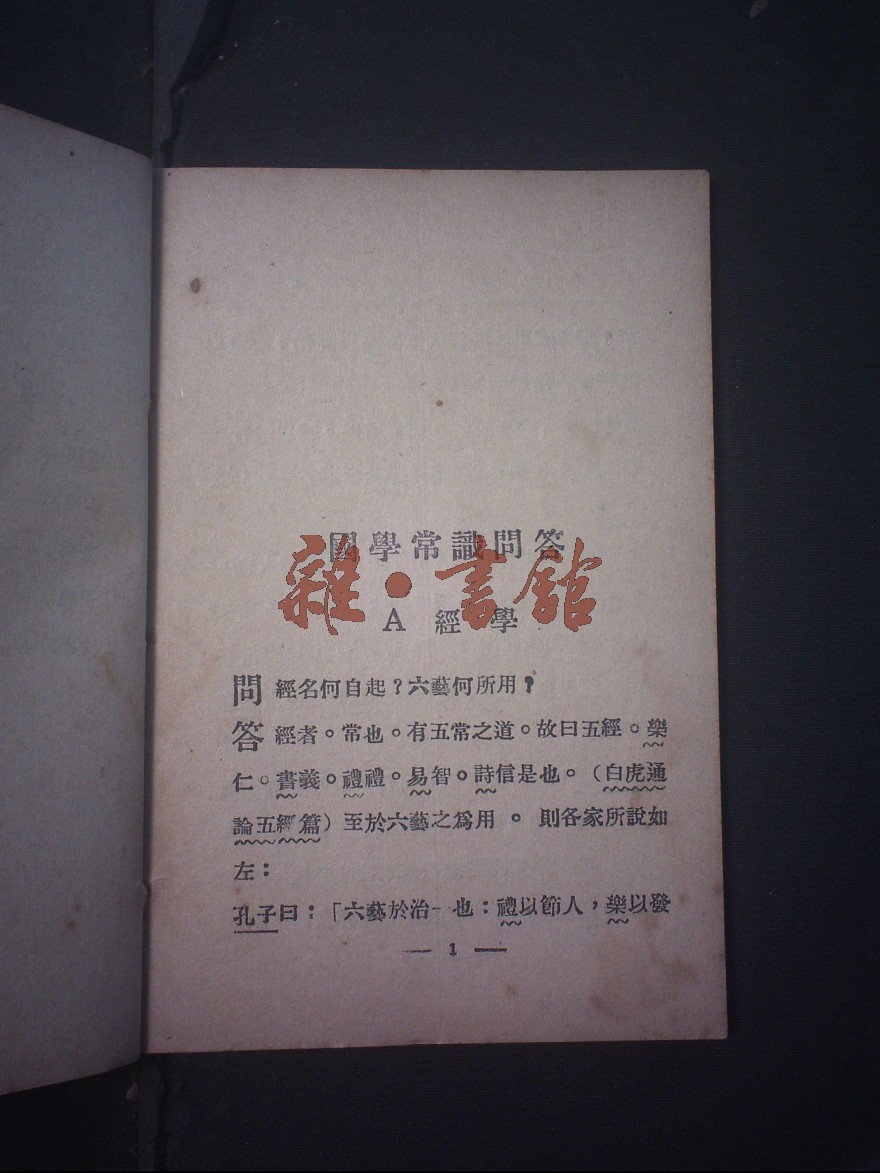 國學常識問答
雜·書館
A 經學
問 經名何自起？六藝何所用？
答 經者。常也。有五常之道。故曰五經。樂
仁。書義。禮禮。易智。詩信是也。（白虎通
論五經篇）至於六藝之爲用。則各家所說如
左：
孔子曰：「六藝於治一也：禮以節人，樂以發
— 1 —